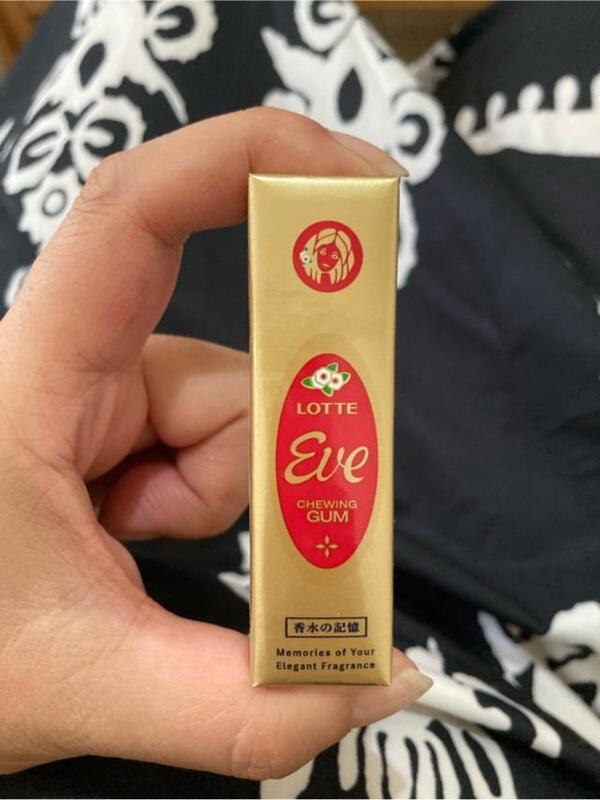 LOTTE
Eve
CHEWING
GUM
香水の記憶
Memories of Your
Elegant Fragrance